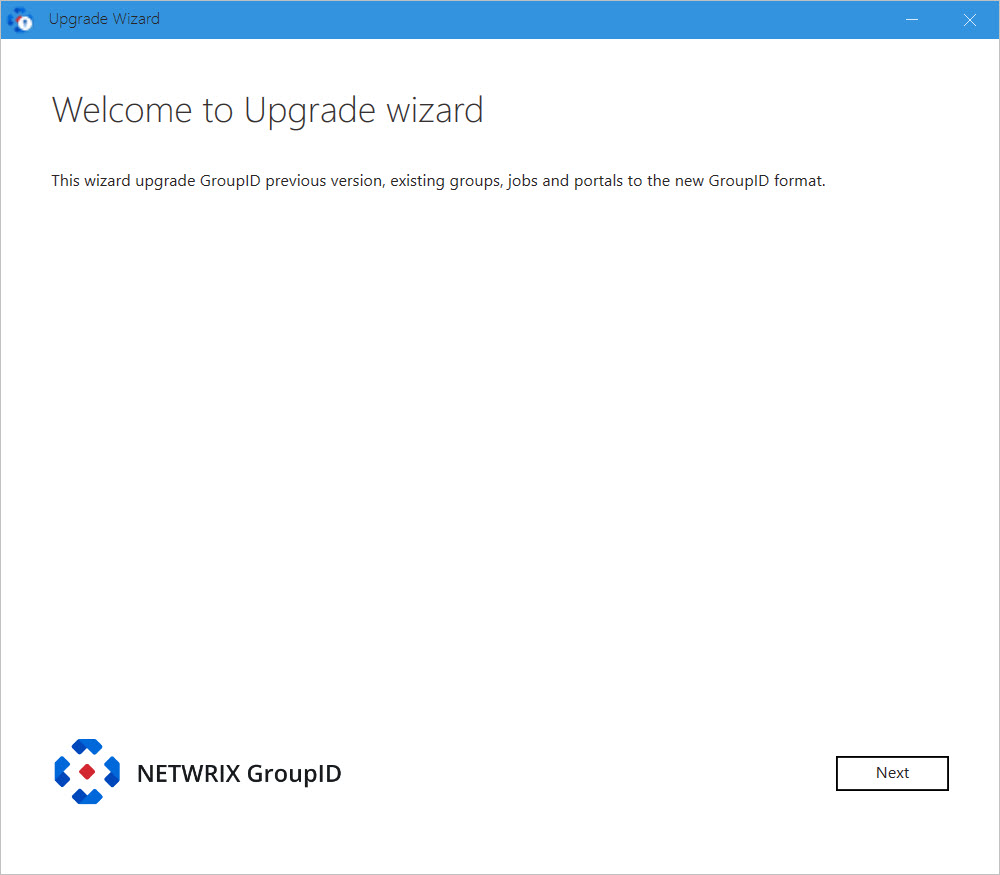 Upgrade Wizard
Welcome to Upgrade wizard
This wizard upgrade GroupID previous version, existing groups, jobs and portals to the new GroupID format.
NETWRIX GroupID
Next